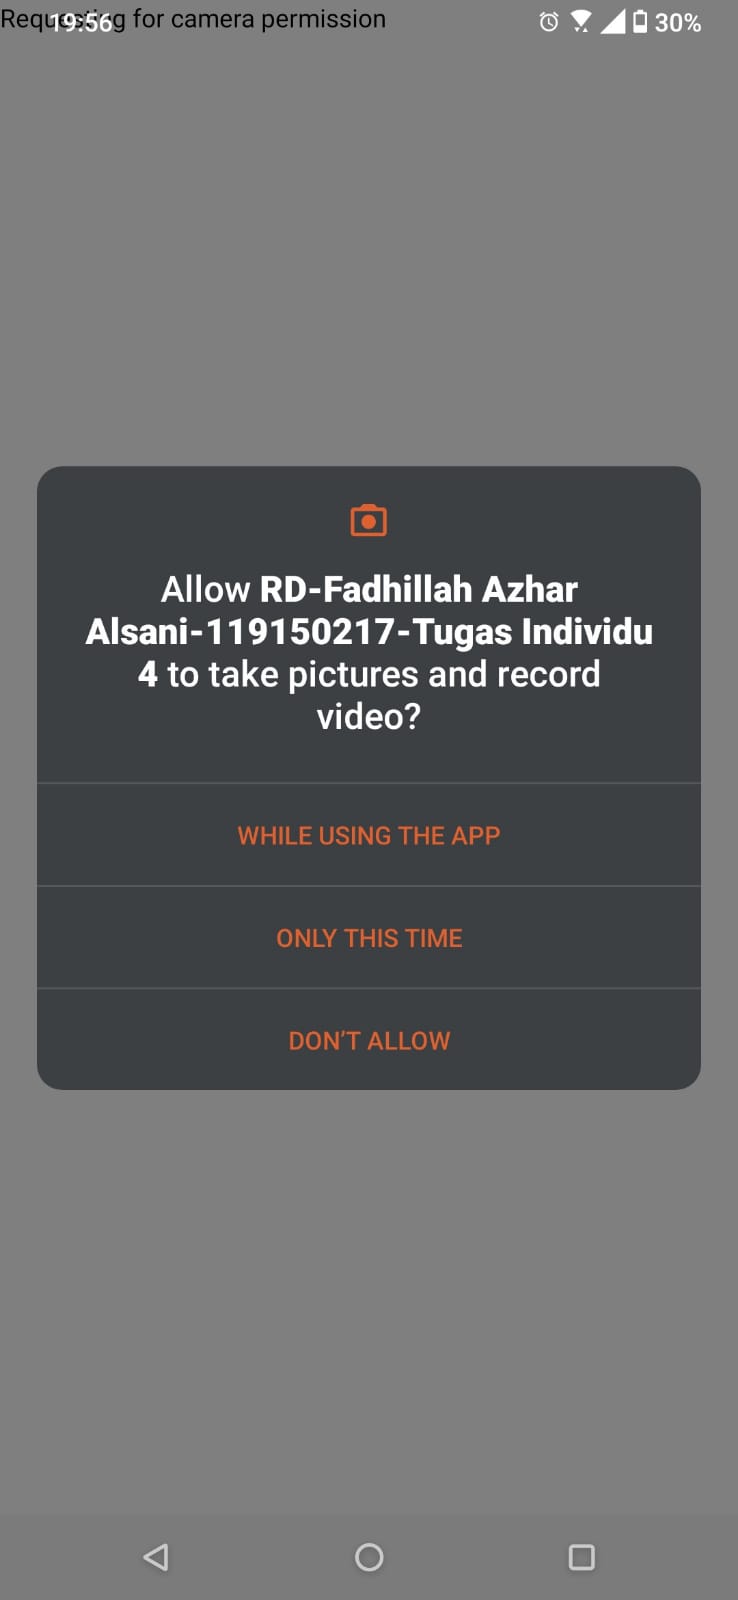 Requesting for camera permission
19:56
30%
Allow RD-Fadhillah Azhar
Alsani-119150217-Tugas Individu
4 to take pictures and record
video?
WHILE USING THE APP
ONLY THIS TIME
DON'T ALLOW